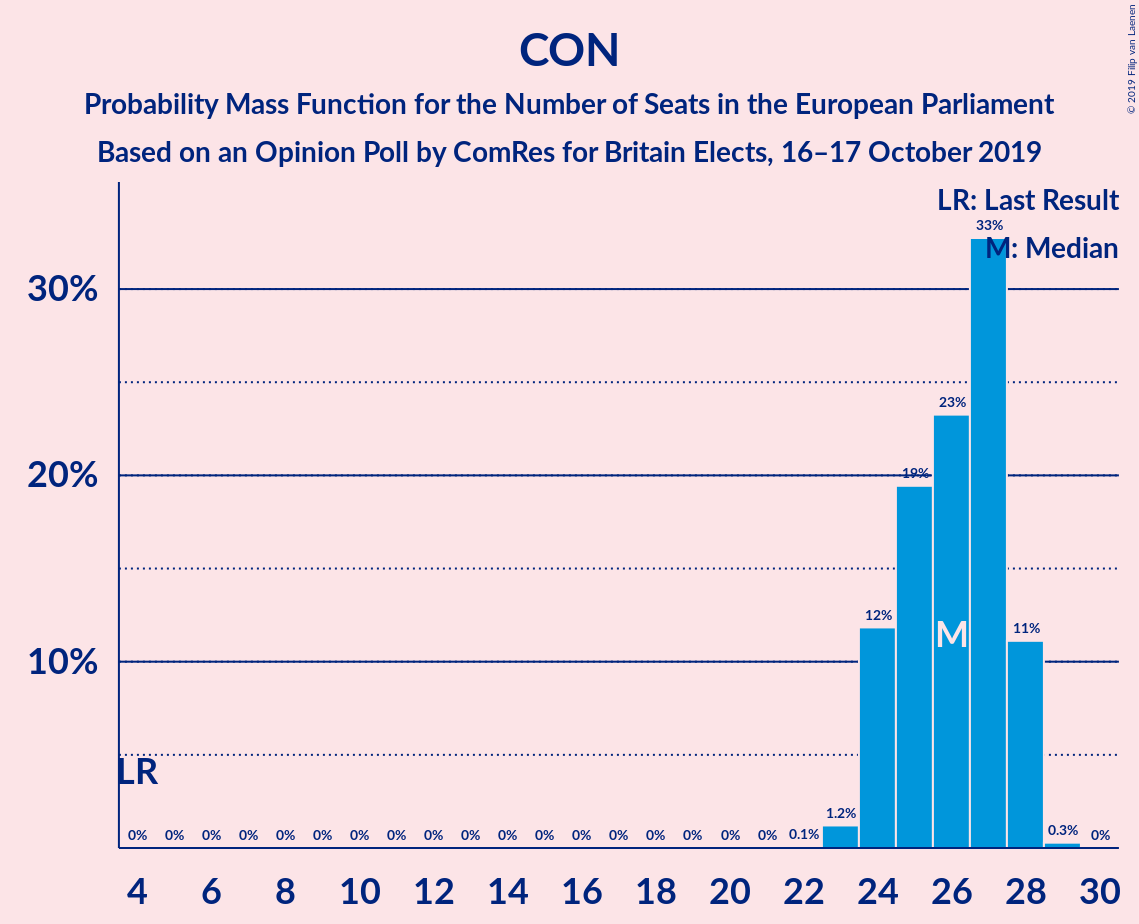 CON
Probability Mass Function for the Number of Seats in the European Parliament
Based on an Opinion Poll by ComRes for Britain Elects, 16–17 October 2019
© 2019 Filip van Laenen
LR: Last Result
M: Median
30%
20%
10%
33%
23%
19%
12%
M
11%
LR
0% 0% 0% 0% 0% 0% 0% 0% 0% 0% 0% 0% 0% 0% 0% 0% 0% 0% 0.1% 1.2% 0.3% 0%
4 6 8 10 12 14 16 18 20 22 24 26 28 30